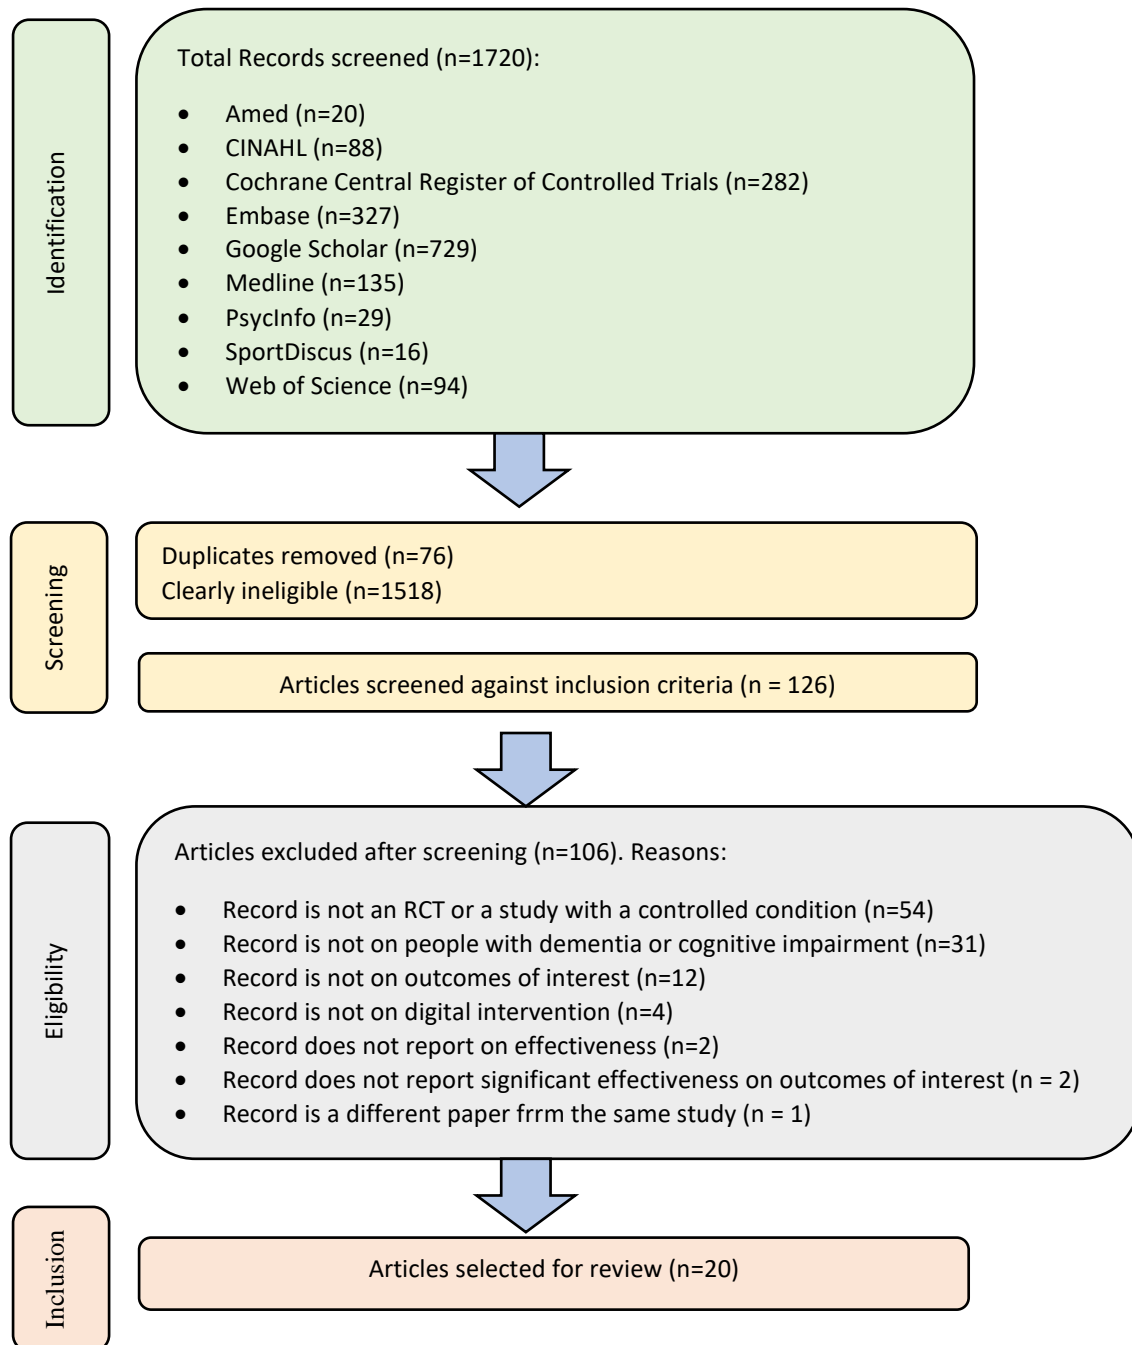 Identification
Total Records screened (n=1720):
• Amed (n=20)
• CINAHL (n=88)
• Cochrane Central Register of Controlled Trials (n=282)
• Embase (n=327)
• Google Scholar (n=729)
• Medline (n=135)
• PsycInfo (n=29)
• SportDiscus (n=16)
• Web of Science (n=94)
Screening
Duplicates removed (n=76)
Clearly ineligible (n=1518)
Articles screened against inclusion criteria (n = 126)
Eligibility
Articles excluded after screening (n=106). Reasons:
• Record is not an RCT or a study with a controlled condition (n=54)
• Record is not on people with dementia or cognitive impairment (n=31)
• Record is not on outcomes of interest (n=12)
• Record is not on digital intervention (n=4)
• Record does not report on effectiveness (n=2)
• Record does not report significant effectiveness on outcomes of interest (n = 2)
• Record is a different paper frrm the same study (n = 1)
Inclusion
Articles selected for review (n=20)